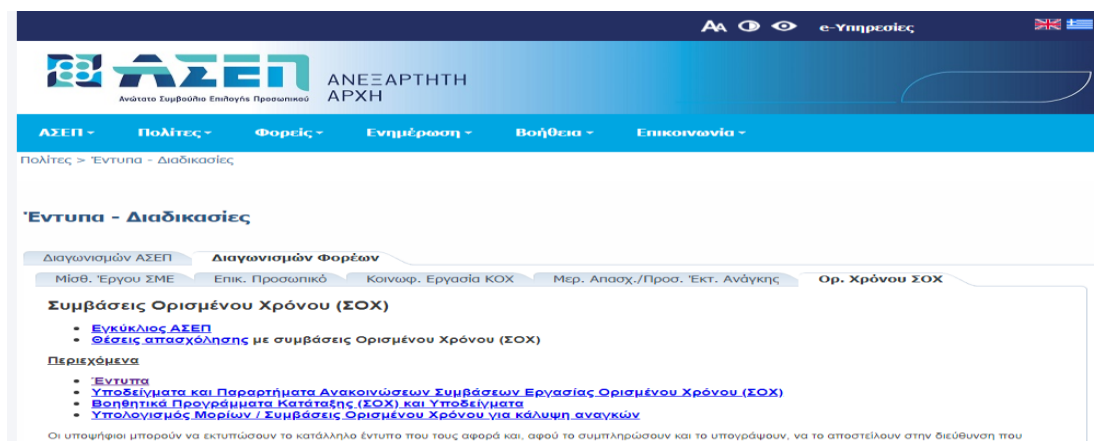 AA e-Υπηρεσίες
ΑΣΕΠ ΑΝΕΞΑΡΤΗΤΗ
Ανώτατο Συμβούλιο Επιλογής Προσωπικού ΑΡΧΗ
ΑΣΕΠ Πολίτες Φορείς Ενημέρωση Βοήθεια Επικοινωνία
Πολίτες > Έντυπα - Διαδικασίες
Έντυπα - Διαδικασίες
Διαγωνισμών ΑΣΕΠ Διαγωνισμών Φορέων
Μίσθ. Έργου ΣΜΕ Επικ. Προσωπικό Κοινωφ. Εργασία ΚΟΧ Μερ. Απασχ./Προσ. Έκτ. Ανάγκης Ορ. Χρόνου ΣΟΧ
Συμβάσεις Ορισμένου Χρόνου (ΣΟΧ)
• Εγκύκλιος ΑΣΕΠ
• Θέσεις απασχόλησης με συμβάσεις Ορισμένου Χρόνου (ΣΟΧ)
Περιεχόμενα
• Έντυπα
• Υποδείγματα και Παραρτήματα Ανακοινώσεων Συμβάσεων Εργασίας Ορισμένου Χρόνου (ΣΟΧ)
• Βοηθητικά Προγράμματα Κατάταξης (ΣΟΧ) και Υποδείγματα
• Υπολογισμός Μορίων / Συμβάσεις Ορισμένου Χρόνου για κάλυψη αναγκών
Οι υποψήφιοι μπορούν να εκτυπώσουν το κατάλληλο έντυπο που τους αφορά και, αφού το συμπληρώσουν και το υπογράψουν, να το αποστείλουν στην διεύθυνση που